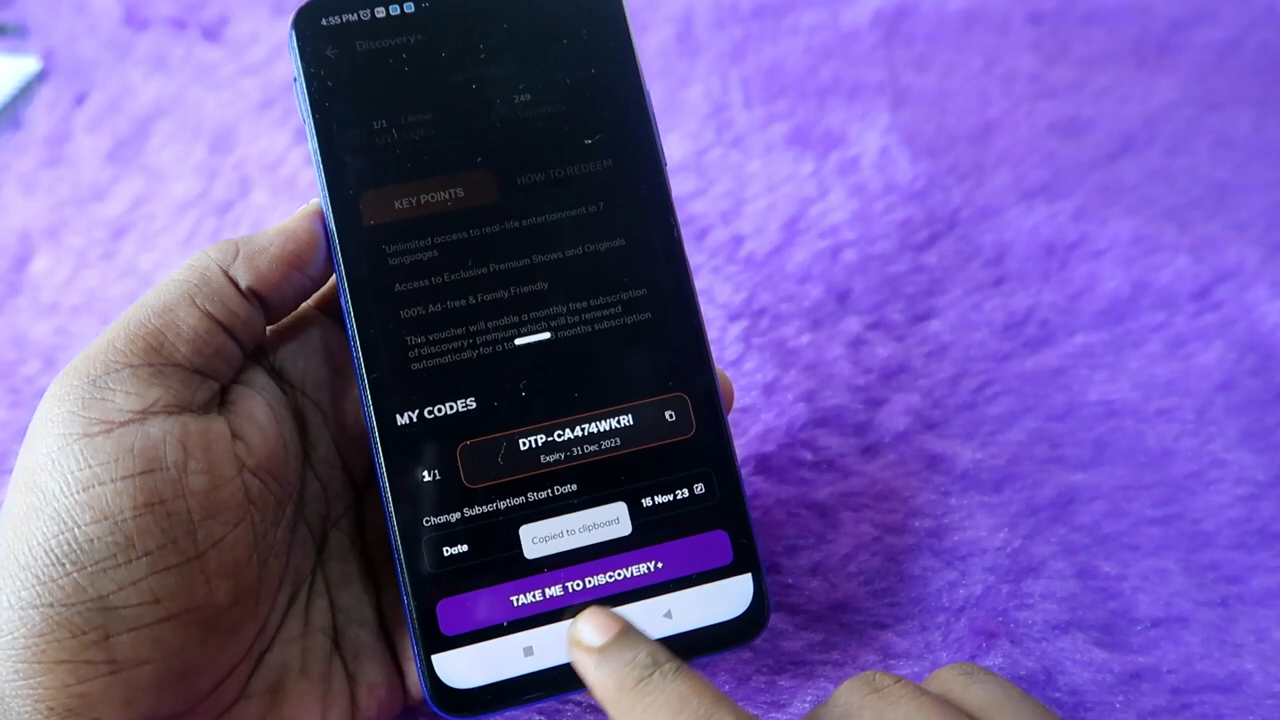 4:55 PM
Discovery+
249
SAVINGS
1/1 1 Active
KEY POINTS
HOW TO REDEEM
*Unlimited access to real-life entertainment in 7
languages
Access to Exclusive Premium Shows and Originals
100% Ad-free & Family Friendly
This voucher will enable a monthly free subscription
of discovery+ premium which will be renewed
automatically for a to 3 months subscription
MY CODES
DTP-CA474WKRI
Expiry - 31 Dec 2023
1/1
Change Subscription Start Date
15 Nov 23
Date
Copied to clipboard
TAKE ME TO DISCOVERY+